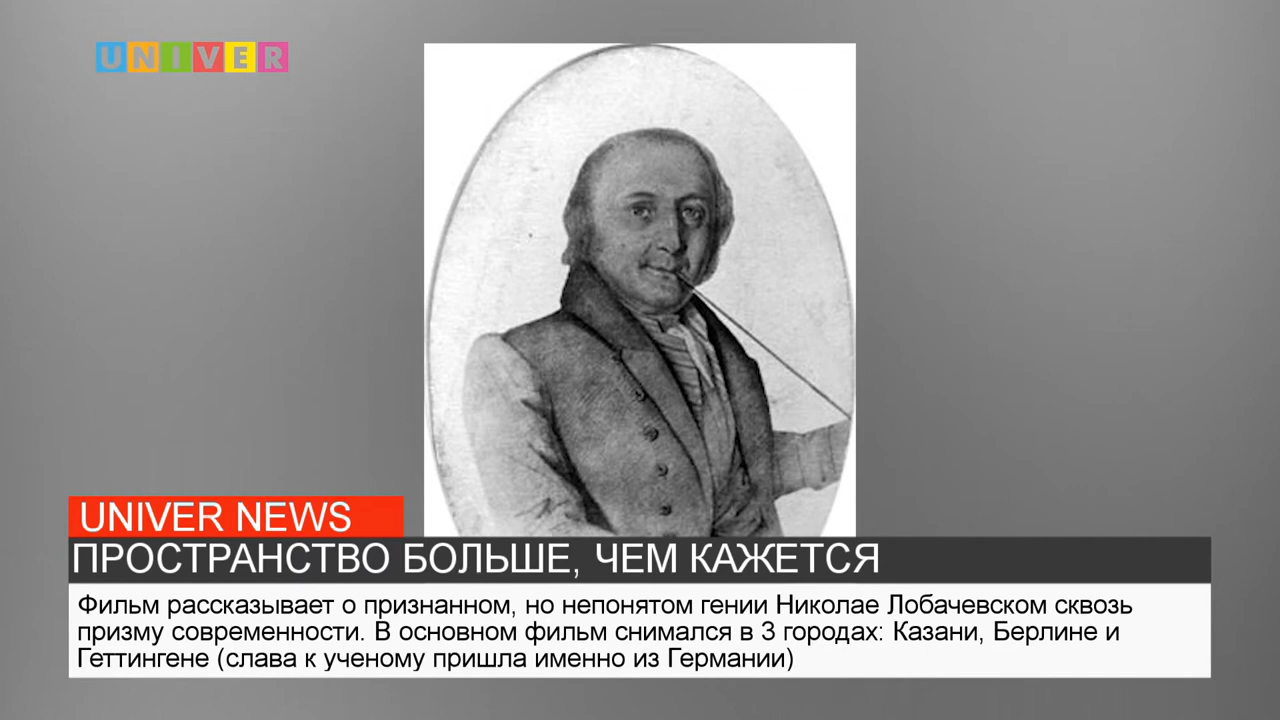 UNIVER
UNIVER NEWS
ПРОСТРАНСТВО БОЛЬШЕ, ЧЕМ КАЖЕТСЯ
Фильм рассказывает о признанном, но непонятом гении Николае Лобачевском сквозь
призму современности. В основном фильм снимался в 3 городах: Казани, Берлине и
Геттингене (слава к ученому пришла именно из Германии)